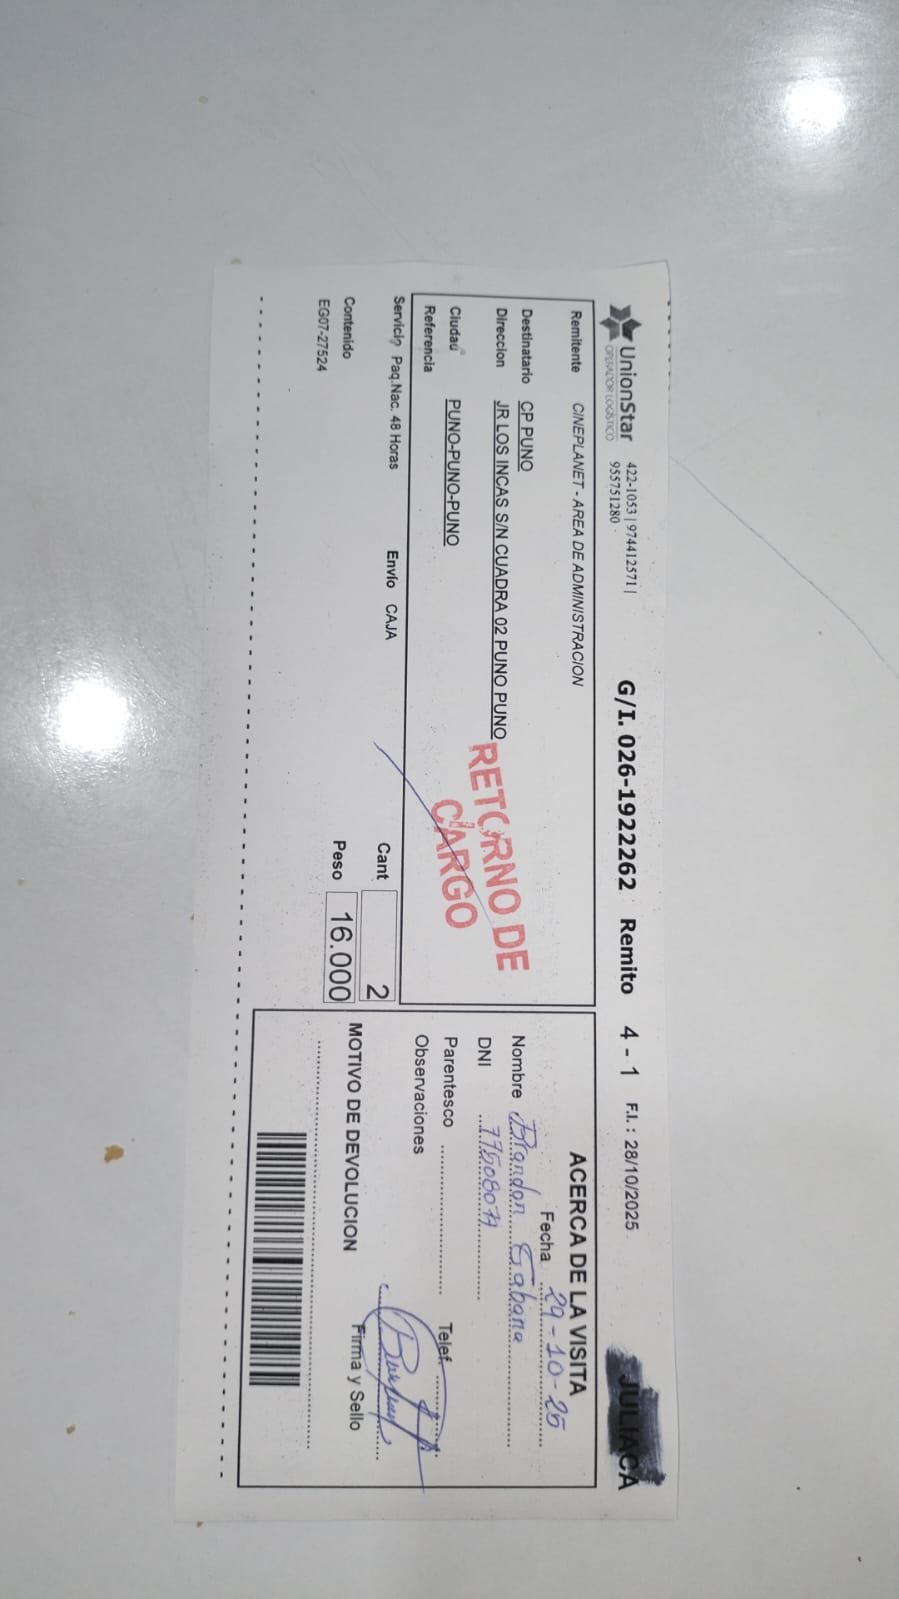 UnionStar
OPERADOR LOGÍSTICO
422-1053 | 974412571 |
955751280
G/I. 026-1922262 Remito 4 - 1 F.I. : 28/10/2025
JULIACA
Remitente CINEPLANET - AREA DE ADMINISTRACION
Destinatario CP PUNO
Direccion JR LOS INCAS S/N CUADRA 02 PUNO PUNO
Ciudad PUNO-PUNO-PUNO
Referencia
RETORNO DE
CARGO
Servicio Paq.Nac. 48 Horas Envío CAJA Cant 2
Contenido Peso 16.000
EG07-27524
ACERCA DE LA VISITA
Fecha 29-10-25
Nombre Brandon
DNI 77508071
Parentesco Telef.
Observaciones
Firma y Sello
MOTIVO DE DEVOLUCION